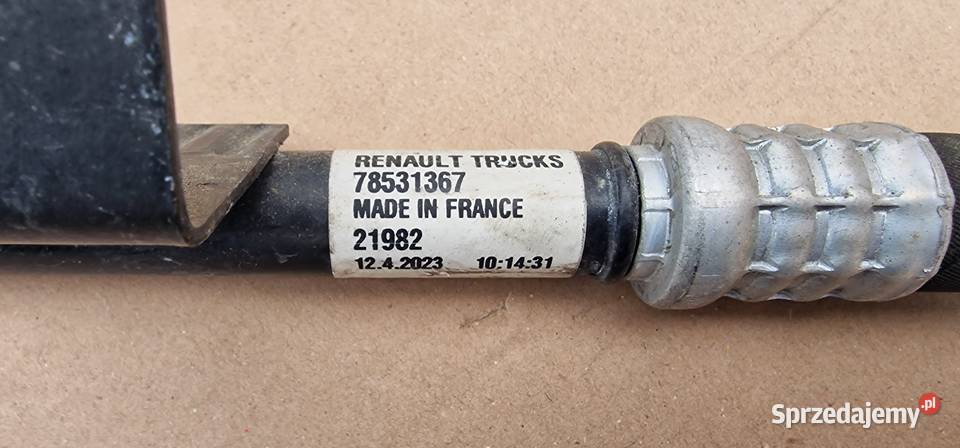 RENAULT TRUCKS
78531367
MADE IN FRANCE
21982
12.4.2023 10:14:31
Sprzedajemy.pl